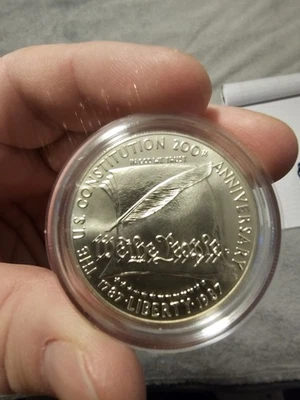 THE U.S. CONSTITUTION 200TH ANNIVERSARY
IN GOD WE TRUST
We the People
1787 · LIBERTY · 1987